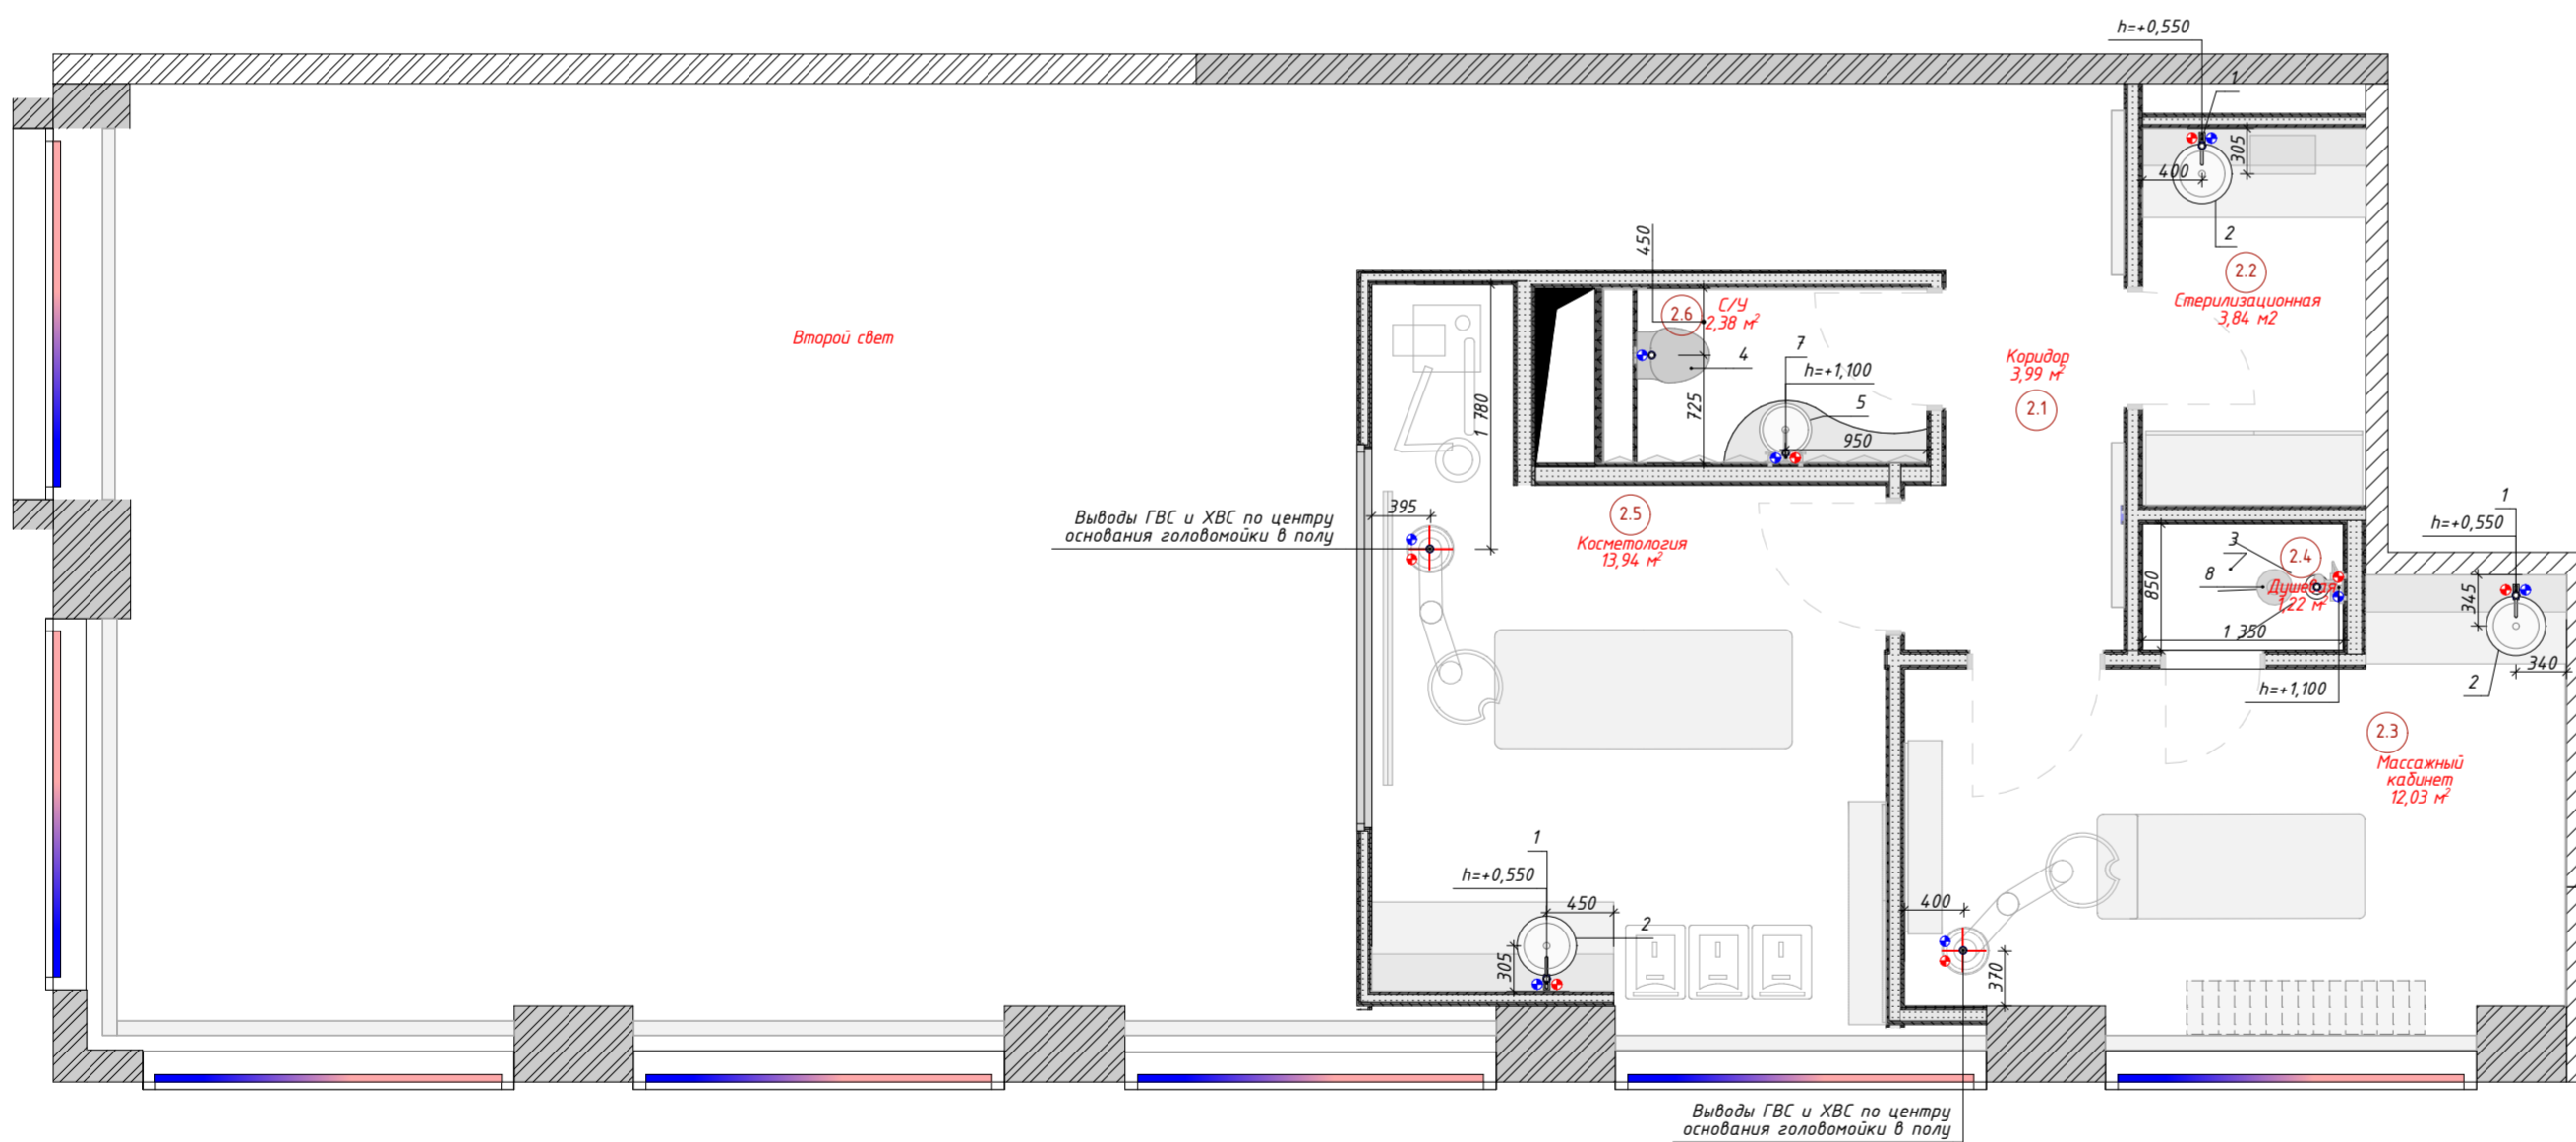 h=+0,550
1
305
400
2
2.2
Стерилизационная
3,84 м2
450
2.6
С/У
2,38 м²
7
4
h=+1,100
5
725
950
1 780
Коридор
3,99 м²
2.1
Второй свет
395
Выводы ГВС и ХВС по центру
основания головомойки в полу
2.5
Косметология
13,94 м²
1
h=+0,550
345
340
2
3
2.4
8
Душевая
1,22 м²
850
1 350
h=+1,100
2.3
Массажный
кабинет
12,03 м²
1
h=+0,550
450
2
305
400
370
Выводы ГВС и ХВС по центру
основания головомойки в полу